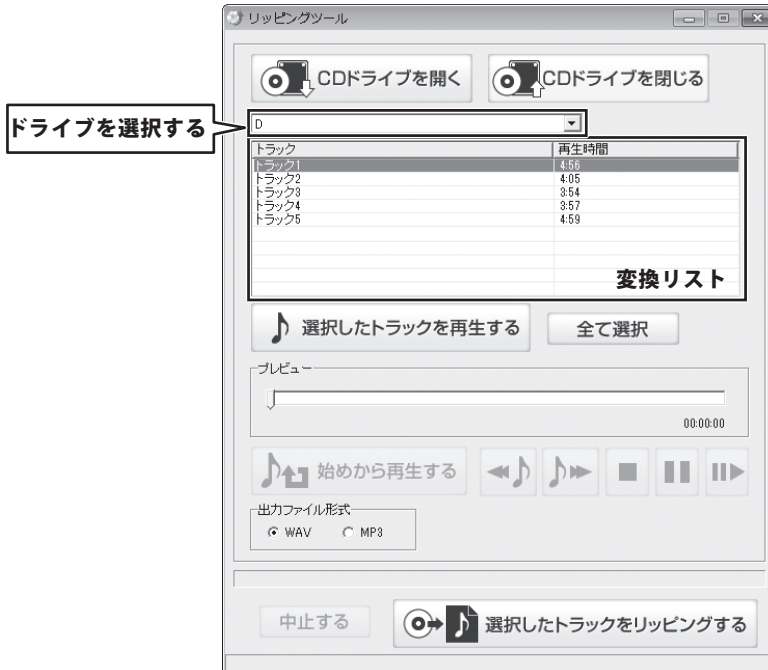 リッピングツール
CDドライブを開く CDドライブを閉じる
ドライブを選択する
D
トラック 再生時間
トラック1 4:56
トラック2 4:05
トラック3 3:54
トラック4 3:57
トラック5 4:59
変換リスト
選択したトラックを再生する 全て選択
プレビュー
00:00:00
始めから再生する
出力ファイル形式
WAV MP3
中止する 選択したトラックをリッピングする